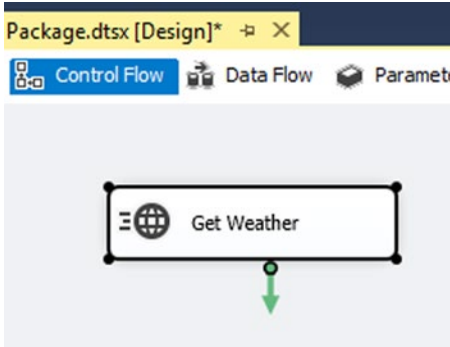 Package.dtsx [Design]*
Control Flow Data Flow Paramet
Get Weather